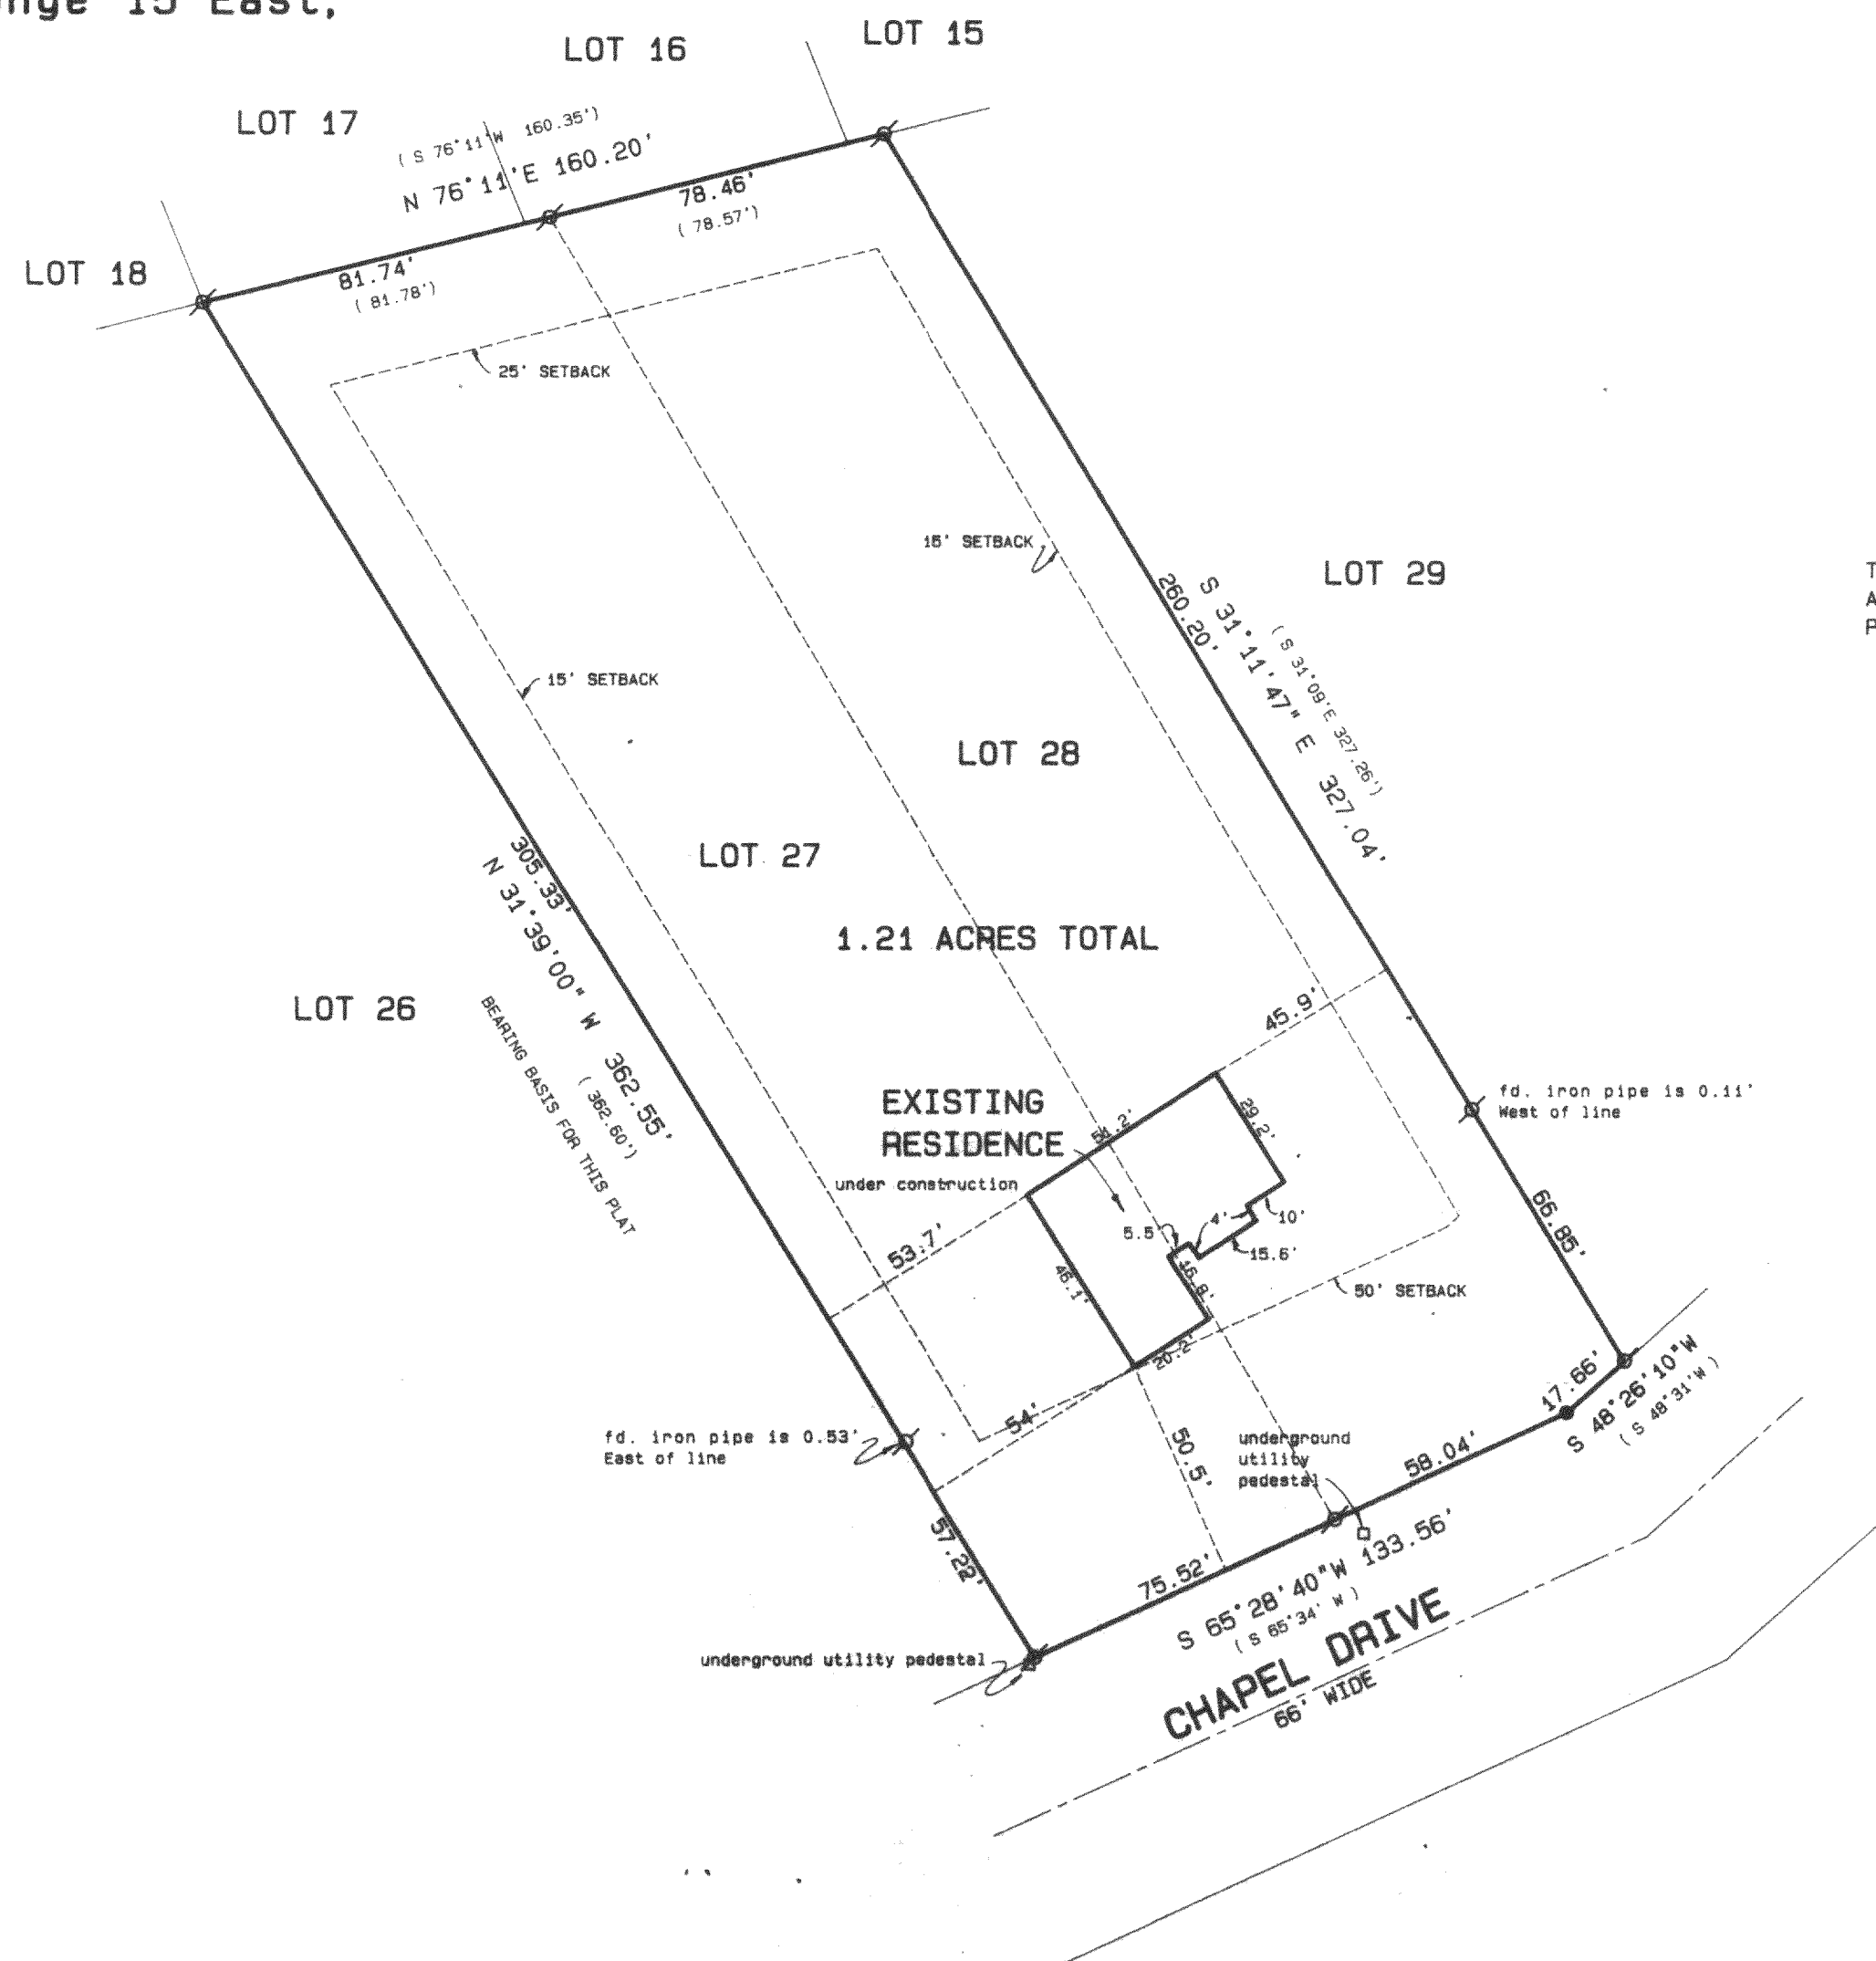 15 East,
LOT 15
LOT 16
LOT 17
( S 76°11'W 160.35')
N 76°11'E 160.20'
78.46'
( 78.57')
LOT 18
81.74'
( 81.78')
25' SETBACK
15' SETBACK
LOT 29
260.20'
S 31°11'47" E 327.04'
( S 31°09'E 327.26')
15' SETBACK
LOT 28
LOT 27
305.33'
N 31°39'00" W 362.55'
( 362.60')
BEARING BASIS FOR THIS PLAT
1.21 ACRES TOTAL
LOT 26
45.9'
EXISTING
RESIDENCE
under construction
29.2'
fd. iron pipe is 0.11'
West of line
53.7'
46.1'
5.5'
4'
10'
15.6'
16.8'
20.2'
66.85'
50' SETBACK
54'
fd. iron pipe is 0.53'
East of line
50.5'
underground
utility
pedestal
17.66'
S 48°26'10"W
( S 48°31'W )
58.04'
57.22'
75.52'
S 65°28'40"W 133.56'
( S 65°34' W )
underground utility pedestal
CHAPEL DRIVE
66' WIDE